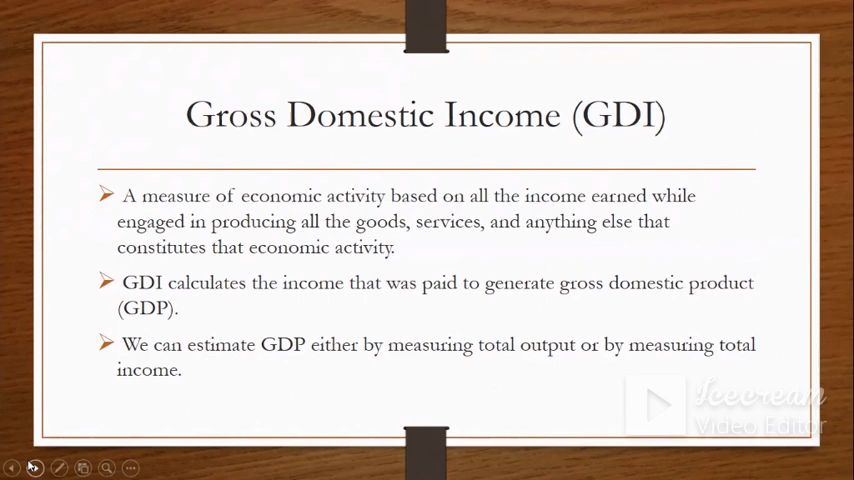 Gross Domestic Income (GDI)
A measure of economic activity based on all the income earned while
engaged in producing all the goods, services, and anything else that
constitutes that economic activity.
GDI calculates the income that was paid to generate gross domestic product
(GDP).
We can estimate GDP either by measuring total output or by measuring total
income.
Icecream
Video Editor